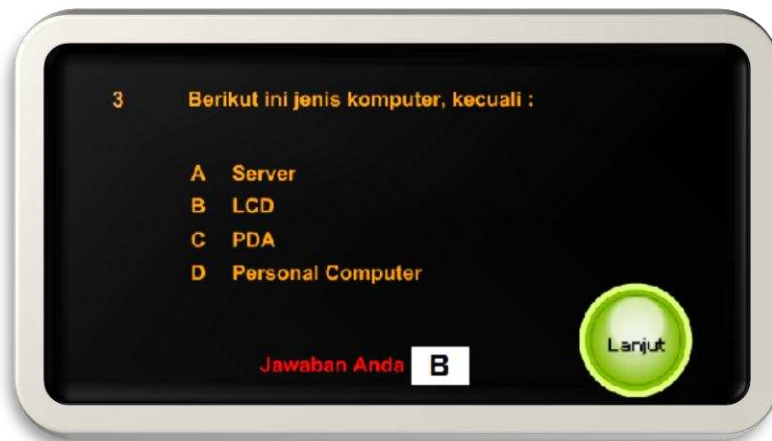 3 Berikut ini jenis komputer, kecuali :
A Server
B LCD
C PDA
D Personal Computer
Jawaban Anda B
Lanjut